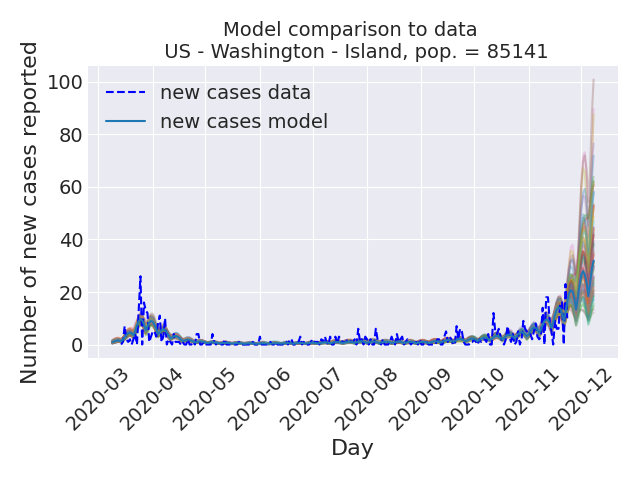 Model comparison to data
US - Washington - Island, pop. = 85141
Number of new cases reported
100
80
60
40
20
0
new cases data
new cases model
2020-03
2020-04
2020-05
2020-06
2020-07
2020-08
2020-09
2020-10
2020-11
2020-12
Day